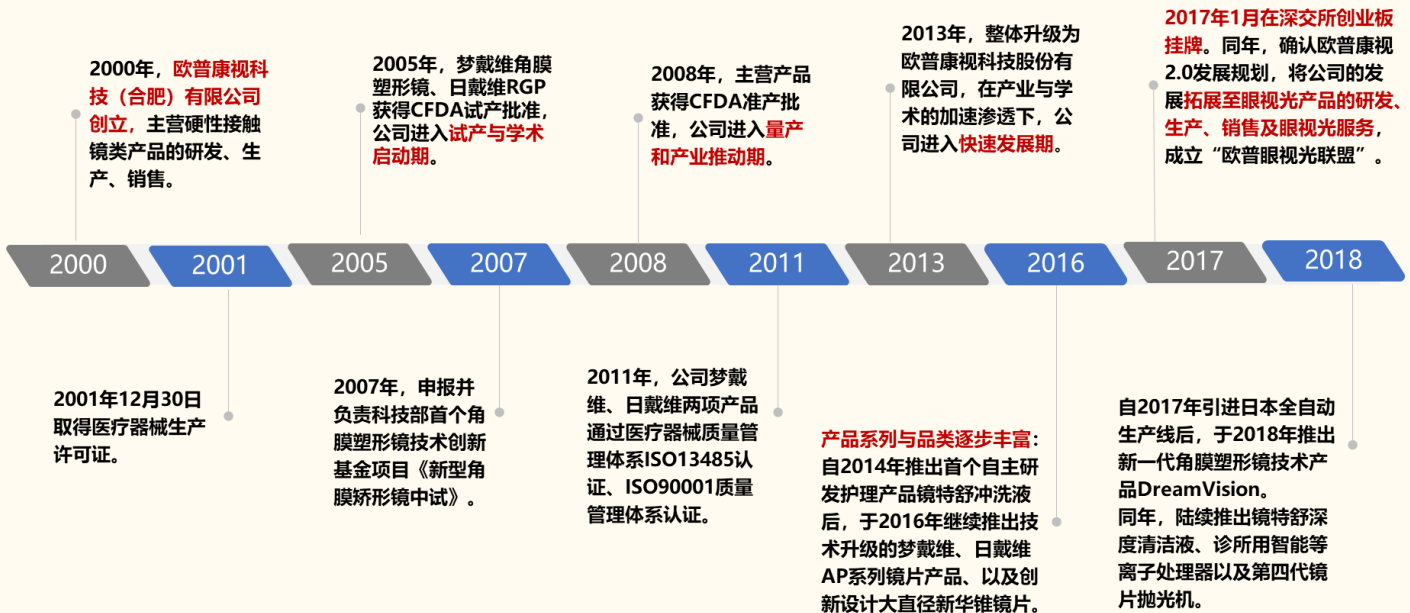 2000年，欧普康视科
技（合肥）有限公司
创立，主营硬性接触
镜类产品的研发、生
产、销售。
2005年，梦戴维角膜
塑形镜、日戴维RGP
获得CFDA试产批准，
公司进入试产与学术
启动期。
2008年，主营产品
获得CFDA准产批
准，公司进入量产
和产业推动期。
2013年，整体升级为
欧普康视科技股份有
限公司，在产业与学
术的加速渗透下，公
司进入快速发展期。
2017年1月在深交所创业板
挂牌。同年，确认欧普康视
2.0发展规划，将公司的发
展拓展至眼视光产品的研发、
生产、销售及眼视光服务，
成立“欧普眼视光联盟”。
2000
2001
2005
2007
2008
2011
2013
2016
2017
2018
2001年12月30日
取得医疗器械生产
许可证。
2007年，申报并
负责科技部首个角
膜塑形镜技术创新
基金项目《新型角
膜矫形镜中试》。
2011年，公司梦戴
维、日戴维两项产品
通过医疗器械质量管
理体系ISO13485认
证、ISO90001质量
管理体系认证。
产品系列与品类逐步丰富：
自2014年推出首个自主研
发护理产品镜特舒冲洗液
后，于2016年继续推出技
术升级的梦戴维、日戴维
AP系列镜片产品、以及创
新设计大直径新华锥镜片。
自2017年引进日本全自动
生产线后，于2018年推出
新一代角膜塑形镜技术产
品DreamVision。
同年，陆续推出镜特舒深
度清洁液、诊所用智能等
离子处理器以及第四代镜
片抛光机。